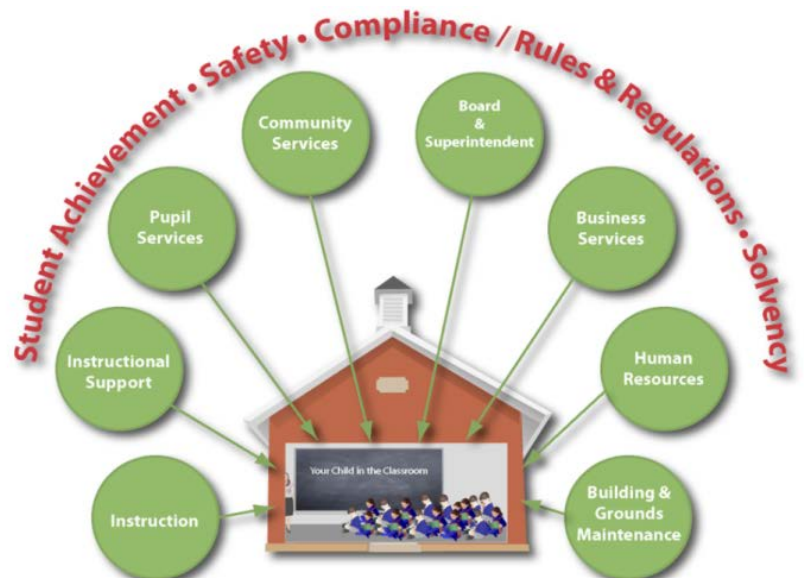 Student Achievement • Safety • Compliance / Rules & Regulations • Solvency
Community
Services
Board
&
Superintendent
Pupil
Services
Business
Services
Instructional
Support
Human
Resources
Your Child in the Classroom
Instruction
Building &
Grounds
Maintenance